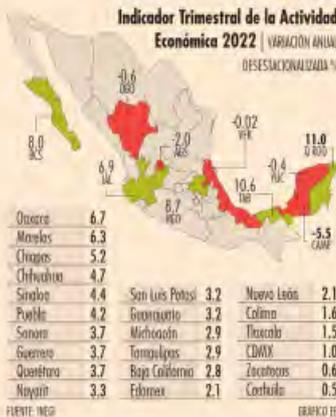 Indicador Trimestral de la Actividad
Económica 2022 | VARIACIÓN ANUAL
DESESTACIONALIZADA %
-0.6
DGO
8.0
BCS
-2.0
AGS
-0.02
VER
11.0
Q ROO
-0.4
YUC
6.9
JAL
8.7
10.6
TAB
-5.5
CAMP
Oaxaca 6.7
Morelos 6.3
Chiapas 5.2
Chihuahua 4.7
Sinaloa 4.4
Puebla 4.2
Sonora 3.7
Guerrero 3.7
Querétaro 3.7
Nayarit 3.3
San Luis Potosí 3.2
Guanajuato 3.2
Michoacán 2.9
Tamaulipas 2.9
Baja California 2.8
Edomex 2.1
Nuevo León 2.1
Colima 1.6
Tlaxcala 1.5
CDMX 1.0
Zacatecas 0.6
Coahuila 0.5
FUENTE: INEGI
GRÁFICO EE